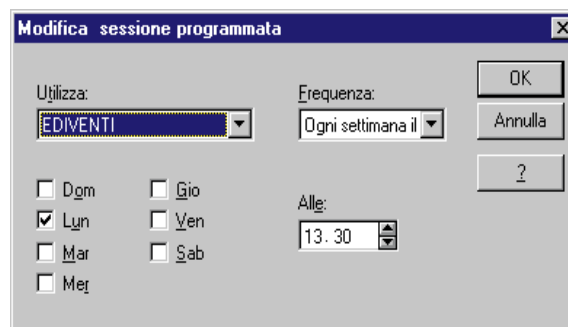 Modifica sessione programmata
Utilizza:
EDIVENTI
Frequenza:
Ogni settimana il
OK
Annulla
?
Dom
Lun
Mar
Mer
Gio
Ven
Sab
Alle:
13.30